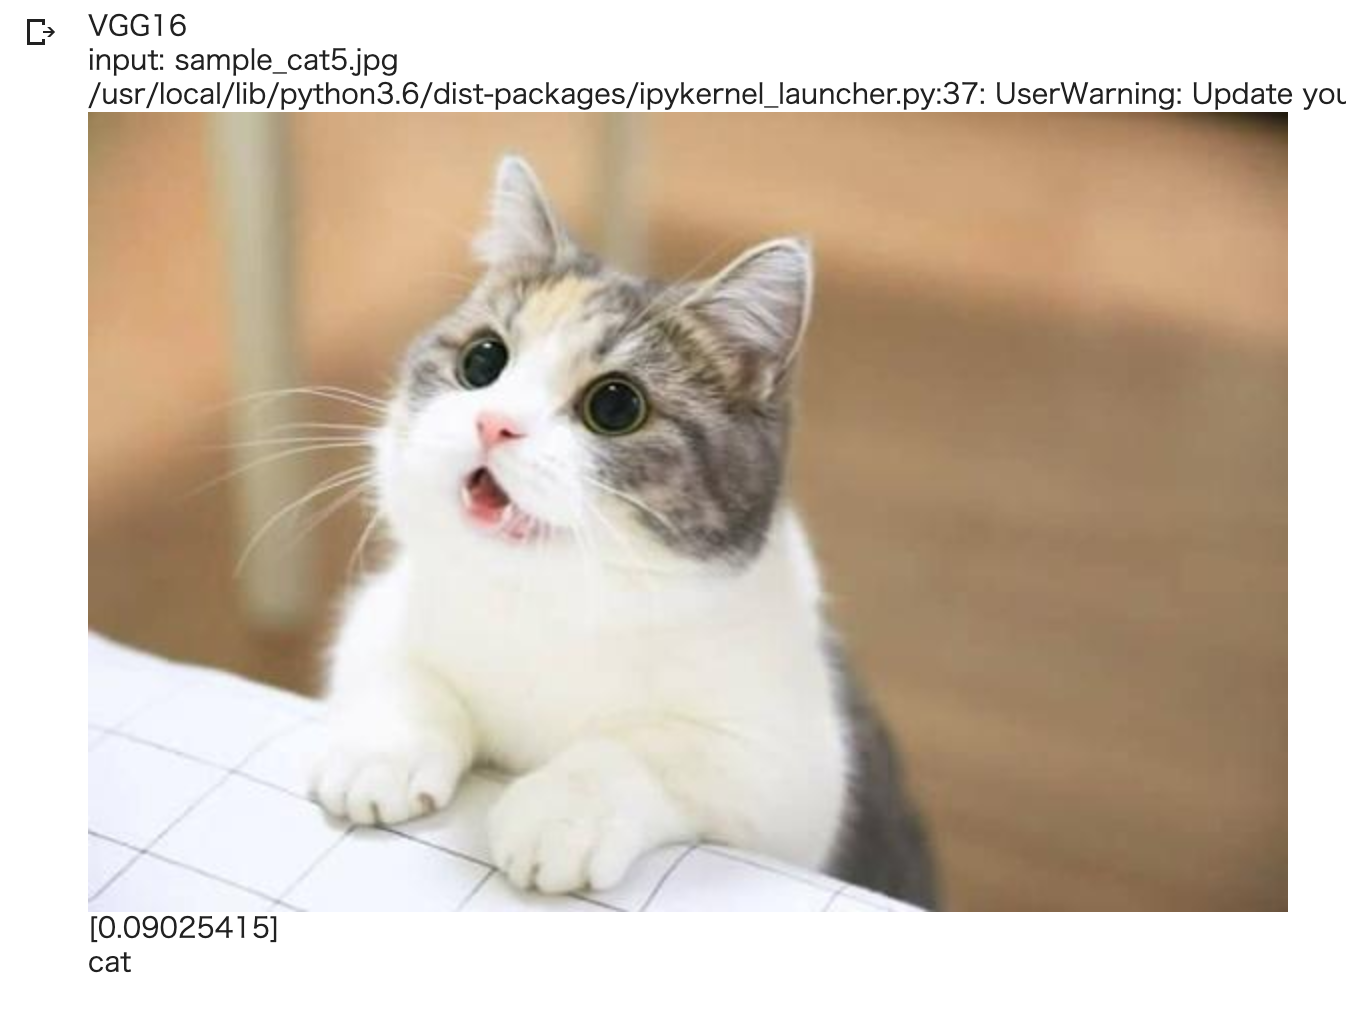 VGG16
input: sample_cat5.jpg
/usr/local/lib/python3.6/dist-packages/ipykernel_launcher.py:37: UserWarning: Update
[0.09025415]
cat